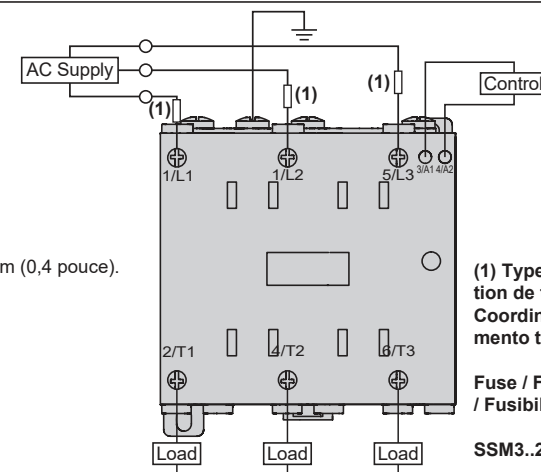 AC Supply
(1)
(1)
(1)
Control
1/L1
1/L2
5/L3
3/A1
4/A2
m (0,4 pouce).
2/T1
4/T2
6/T3
Load
Load
Load
(1) Type
tion de
Coordin
mento t
Fuse / F
/ Fusibil
SSM3..2